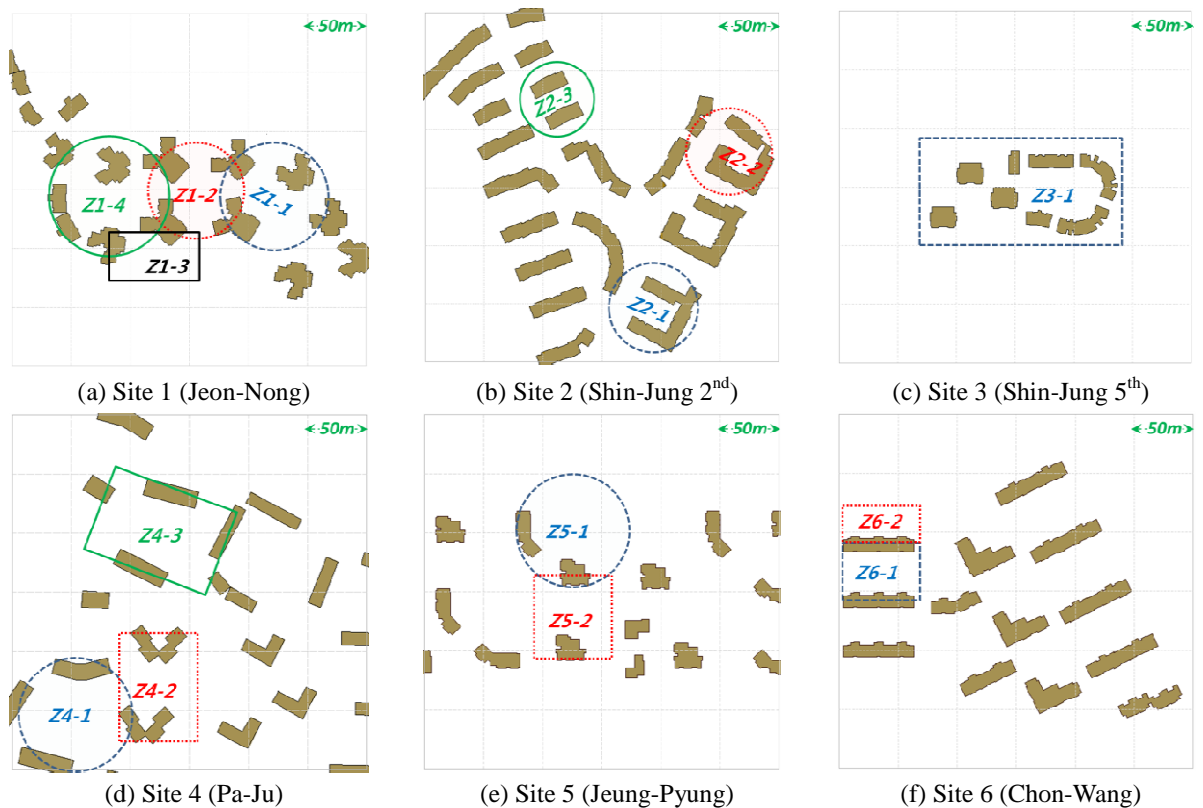 50m
50m
50m
Z1-4
Z1-2
Z1-1
Z1-3
Z2-3
Z2-2
Z2-1
Z3-1
(a) Site 1 (Jeon-Nong)
(b) Site 2 (Shin-Jung 2nd)
(c) Site 3 (Shin-Jung 5th)
50m
50m
50m
Z4-3
Z4-2
Z4-1
Z5-1
Z5-2
Z6-2
Z6-1
(d) Site 4 (Pa-Ju)
(e) Site 5 (Jeung-Pyung)
(f) Site 6 (Chon-Wang)